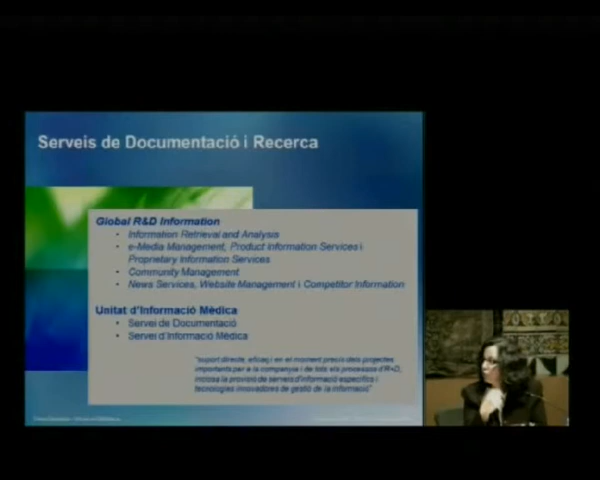 Serveis de Documentació i Recerca
Global R&D Information
• Information Retrieval and Analysis
• e-Media Management, Product Information Services i
Proprietary Information Services
• Community Management
• News Services, Website Management i Competitor Information
Unitat d'Informació Mèdica
• Servei de Documentació
• Servei d'Informació Mèdica
"suport directe, eficaç i en el moment precís dels projectes
importants per a la companyia i de tots els processos d'R+D,
inclosa la provisió de serveis d'informació específics i
tecnologies innovadores de gestió de la informació"